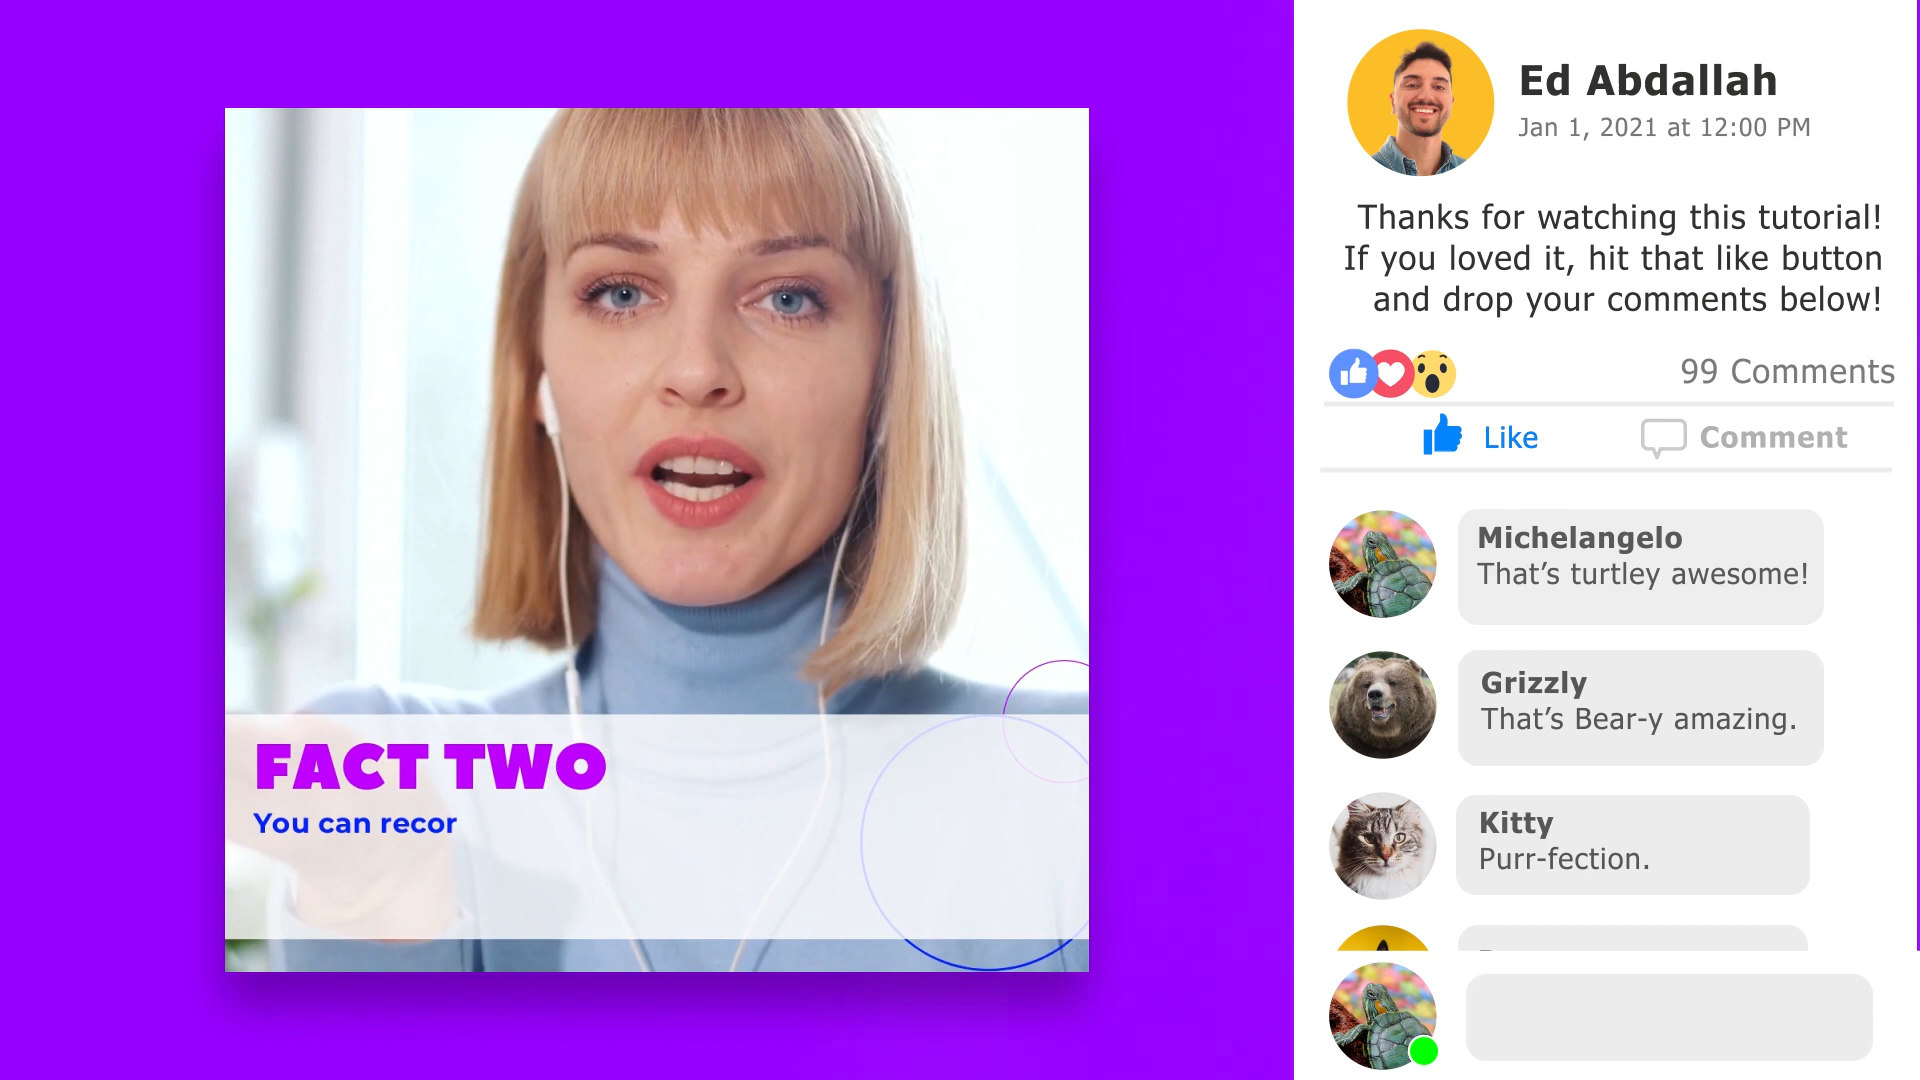 FACT TWO
You can recor
Ed Abdallah
Jan 1, 2021 at 12:00 PM
Thanks for watching this tutorial!
If you loved it, hit that like button
and drop your comments below!
99 Comments
Like
Comment
Michelangelo
That's turtley awesome!
Grizzly
That's Bear-y amazing.
Kitty
Purr-fection.